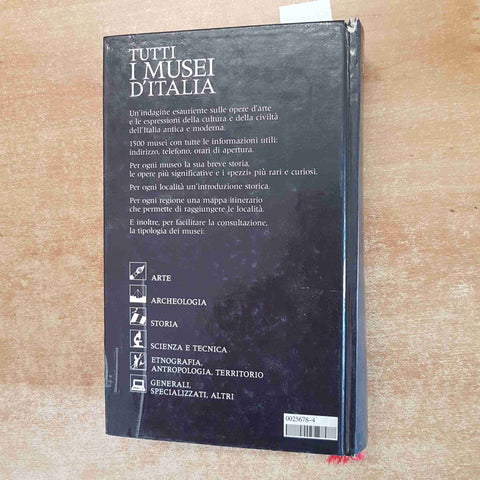 TUTTI
I MUSEI
D'ITALIA
Un'indagine esauriente sulle opere d'arte
e le espressioni della cultura e della civiltà
dell'Italia antica e moderna.
1500 musei con tutte le informazioni utili:
indirizzo, telefono, orari di apertura.
Per ogni museo la sua breve storia,
le opere più significative e i «pezzi» più rari e curiosi.
Per ogni località un'introduzione storica.
Per ogni regione una mappa itinerario
che permette di raggiungere le località.
E inoltre, per facilitare la consultazione,
la tipologia dei musei:
ARTE
ARCHEOLOGIA
STORIA
SCIENZA E TECNICA
ETNOGRAFIA,
ANTROPOLOGIA, TERRITORIO
GENERALI,
SPECIALIZZATI, ALTRI
0025678-4